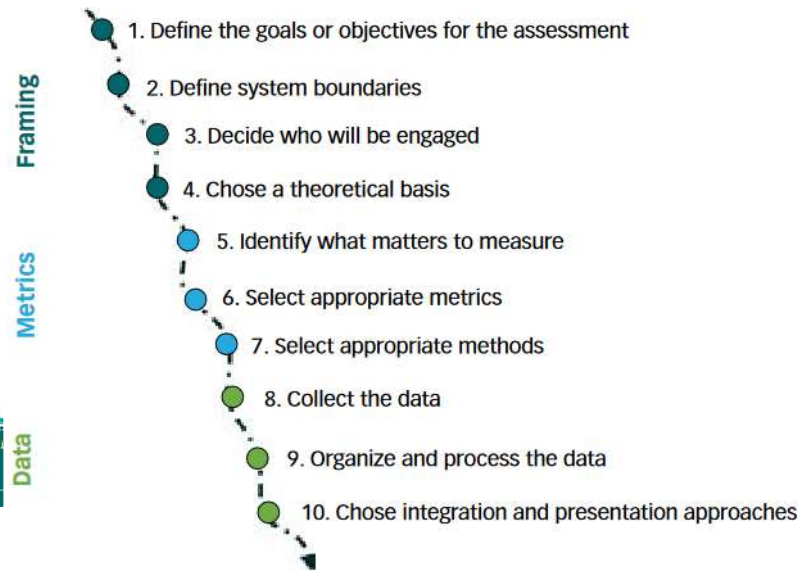 Framing
1. Define the goals or objectives for the assessment
2. Define system boundaries
3. Decide who will be engaged
4. Chose a theoretical basis
Metrics
5. Identify what matters to measure
6. Select appropriate metrics
7. Select appropriate methods
Data
8. Collect the data
9. Organize and process the data
10. Chose integration and presentation approaches